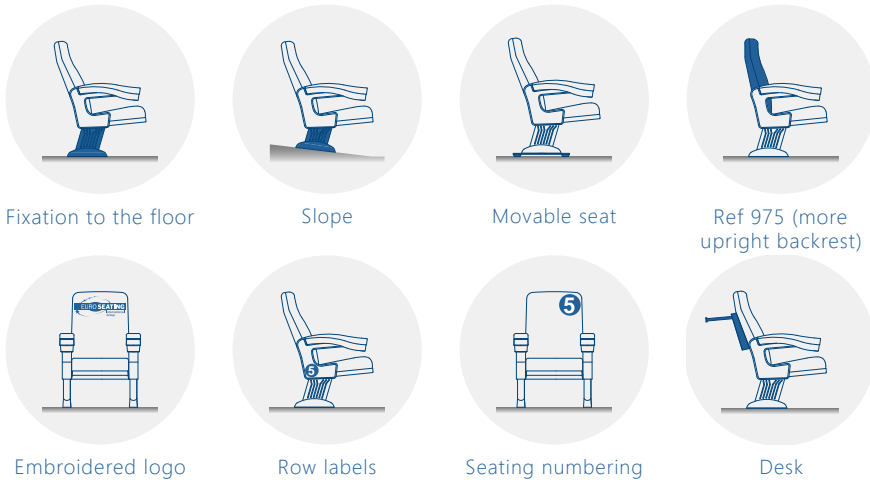 Fixation to the floor
Slope
Movable seat
Ref 975 (more
upright backrest)
EURO SEATING
5
5
Embroidered logo
Row labels
Seating numbering
Desk